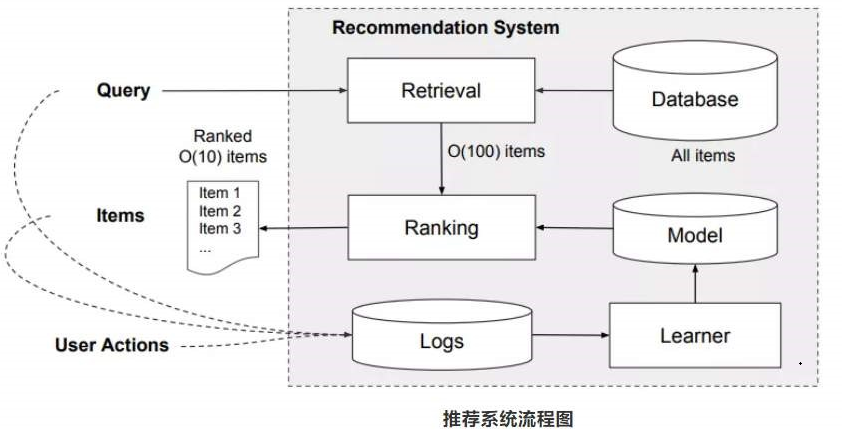 Recommendation System
Query
Retrieval
Database
Ranked
O(10) items
O(100) items
All items
Items
Item 1
Item 2
Item 3
...
Ranking
Model
User Actions
Logs
Learner
推荐系统流程图